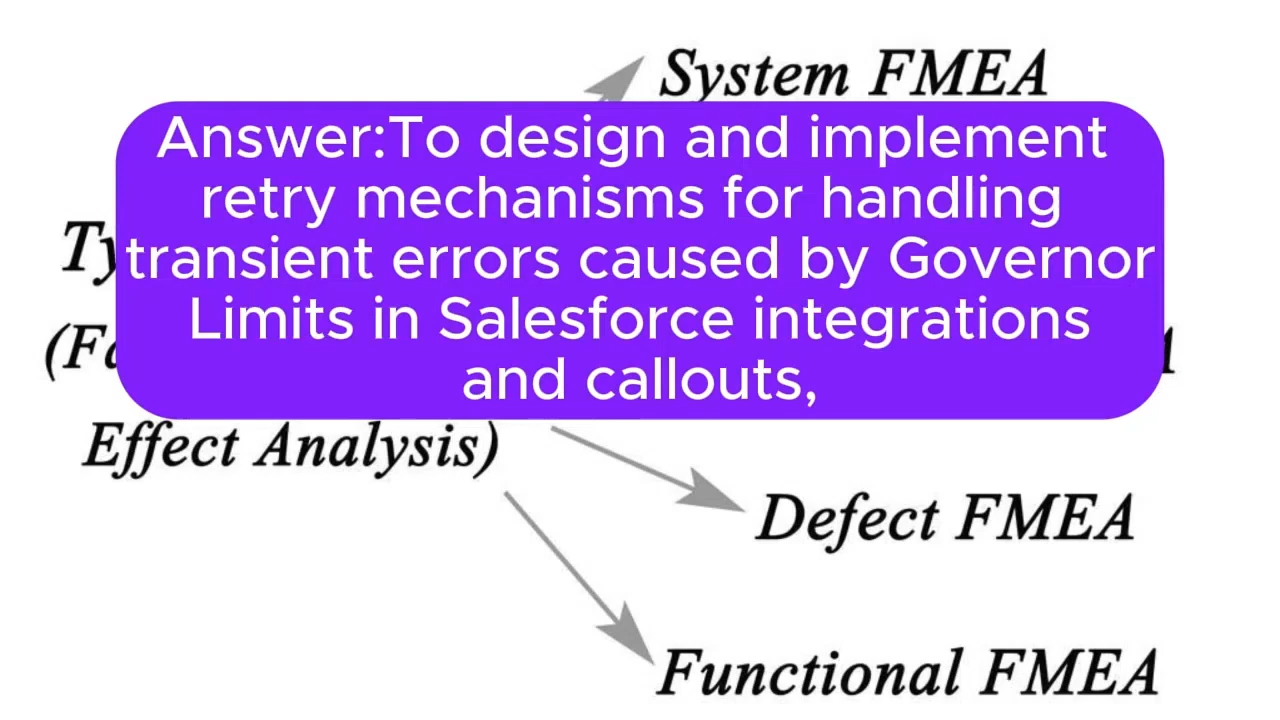 System FMEA
Answer:To design and implement
retry mechanisms for handling
transient errors caused by Governor
Limits in Salesforce integrations
and callouts,
Effect Analysis)
Defect FMEA
Functional FMEA